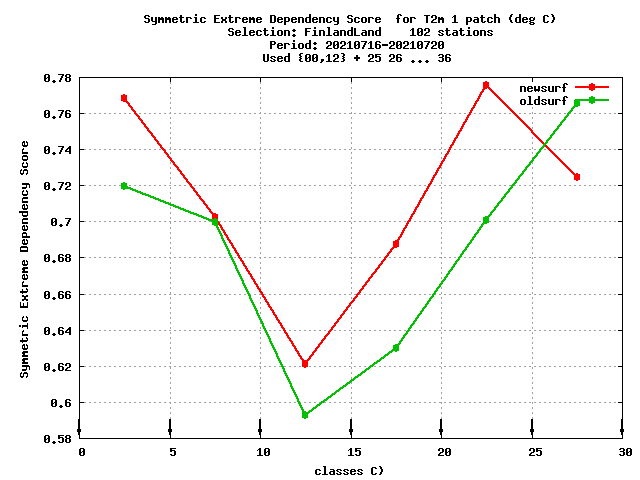 Symmetric Extreme Dependency Score  for T2m 1 patch (deg C)
Selection: FinlandLand    102 stations
Period: 20210716-20210720
Used {00,12} + 25 26 ... 36
newsurf
oldsurf
Symmetric Extreme Dependency Score
0,78
0,76
0,74
0,72
0,7
0,68
0,66
0,64
0,62
0,6
0,58
0 5 10 15 20 25 30
classes C)